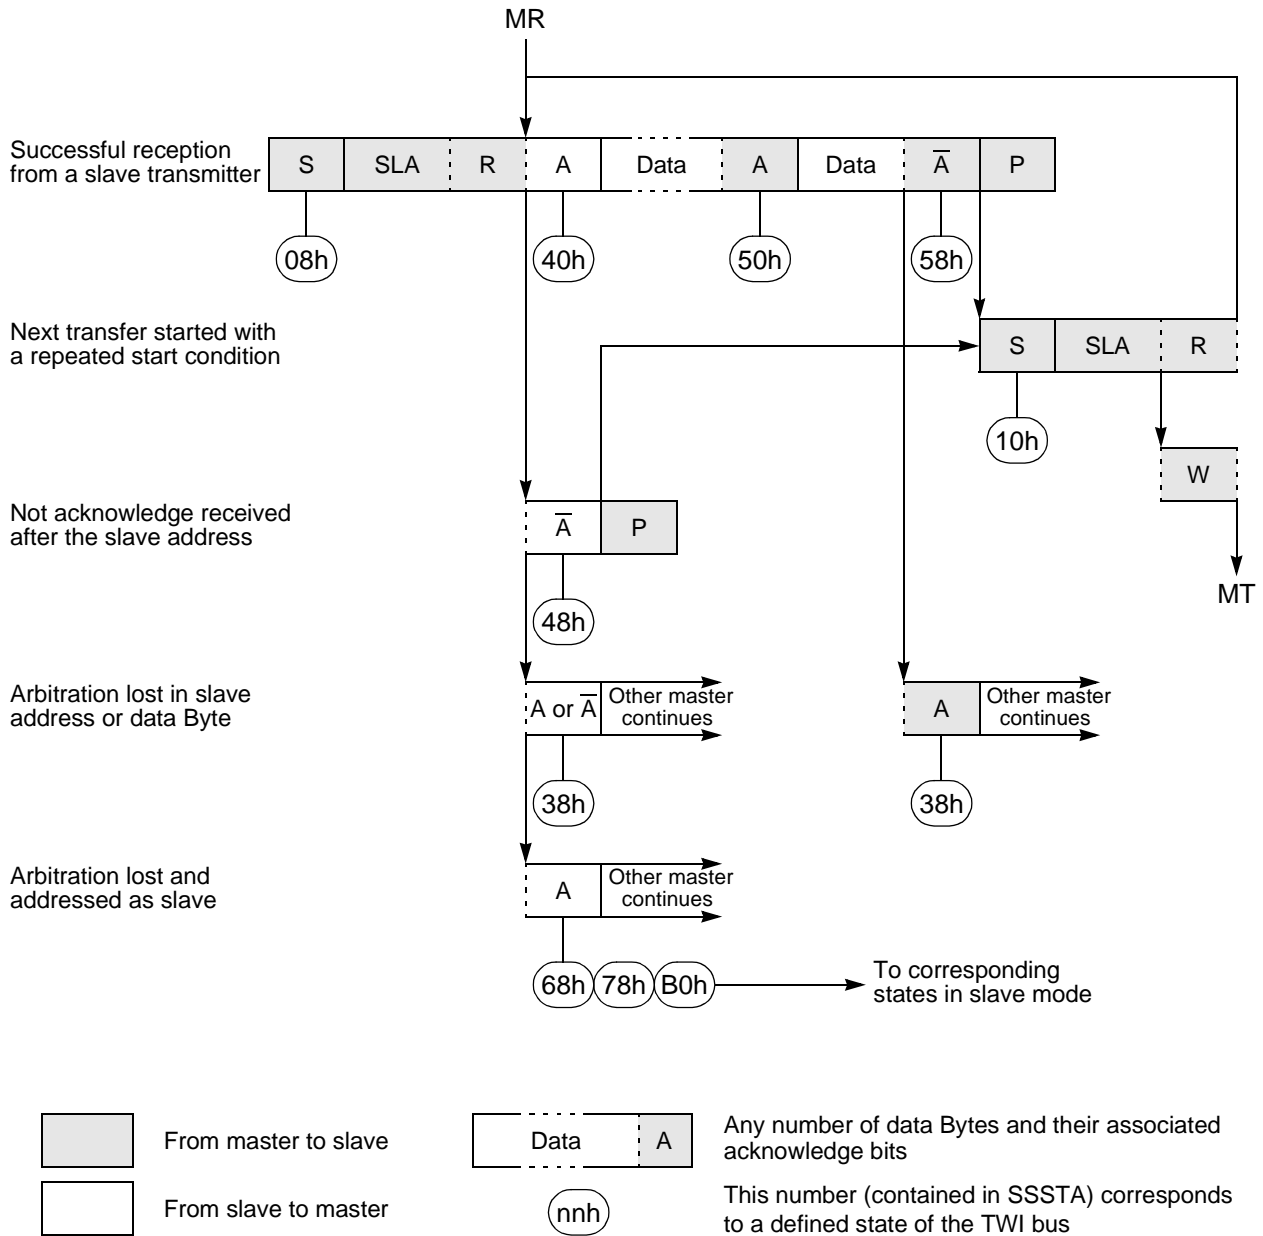 MR
Successful reception
from a slave transmitter
S SLA R A Data A Data A̅ P
08h 40h 50h 58h
Next transfer started with
a repeated start condition
S SLA R
10h
W
MT
Not acknowledge received
after the slave address
A̅ P
48h
Arbitration lost in slave
address or data Byte
A or A̅
Other master
continues
A
Other master
continues
38h 38h
Arbitration lost and
addressed as slave
A
Other master
continues
68h 78h B0h
To corresponding
states in slave mode
From master to slave
Data A
Any number of data Bytes and their associated
acknowledge bits
From slave to master
nnh
This number (contained in SSSTA) corresponds
to a defined state of the TWI bus